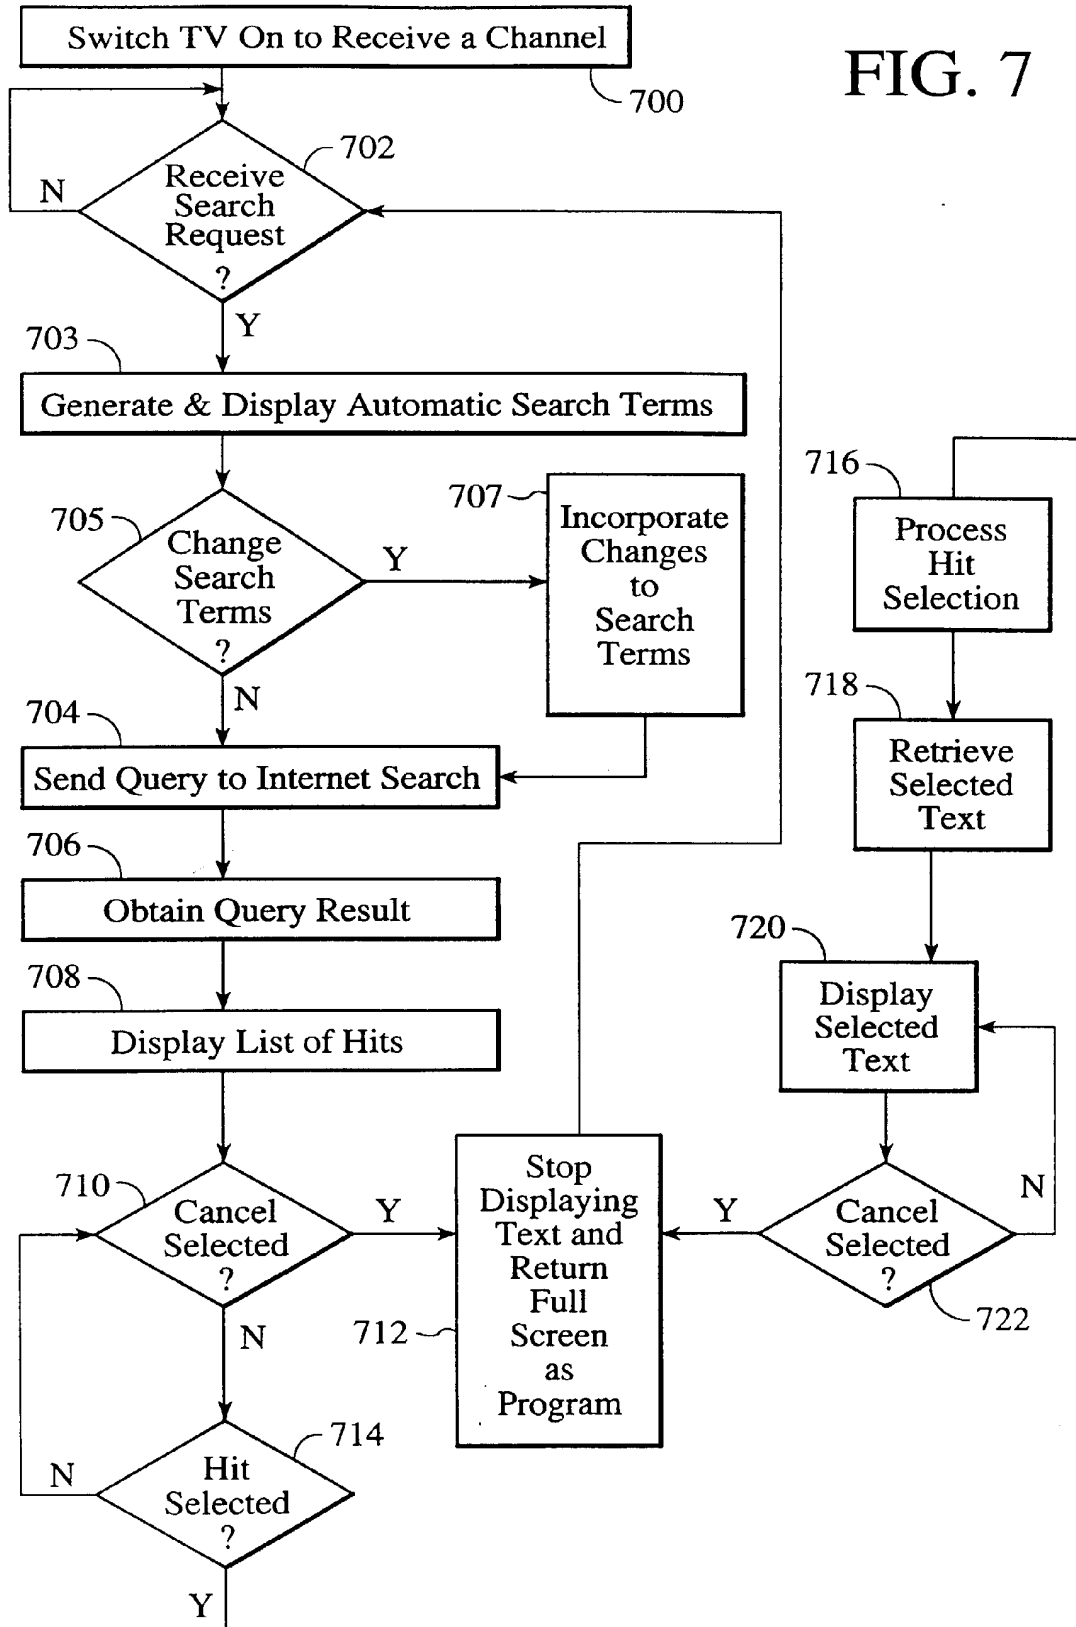 Switch TV On to Receive a Channel
700
FIG. 7
702
Receive
Search
Request
?
N
Y
703
Generate & Display Automatic Search Terms
705
Change
Search
Terms
?
Y
N
707
Incorporate
Changes
to
Search
Terms
704
Send Query to Internet Search
706
Obtain Query Result
708
Display List of Hits
710
Cancel
Selected
?
Y
N
712
Stop
Displaying
Text and
Return
Full
Screen
as
Program
714
Hit
Selected
?
N
Y
716
Process
Hit
Selection
718
Retrieve
Selected
Text
720
Display
Selected
Text
Cancel
Selected
?
Y
N
722